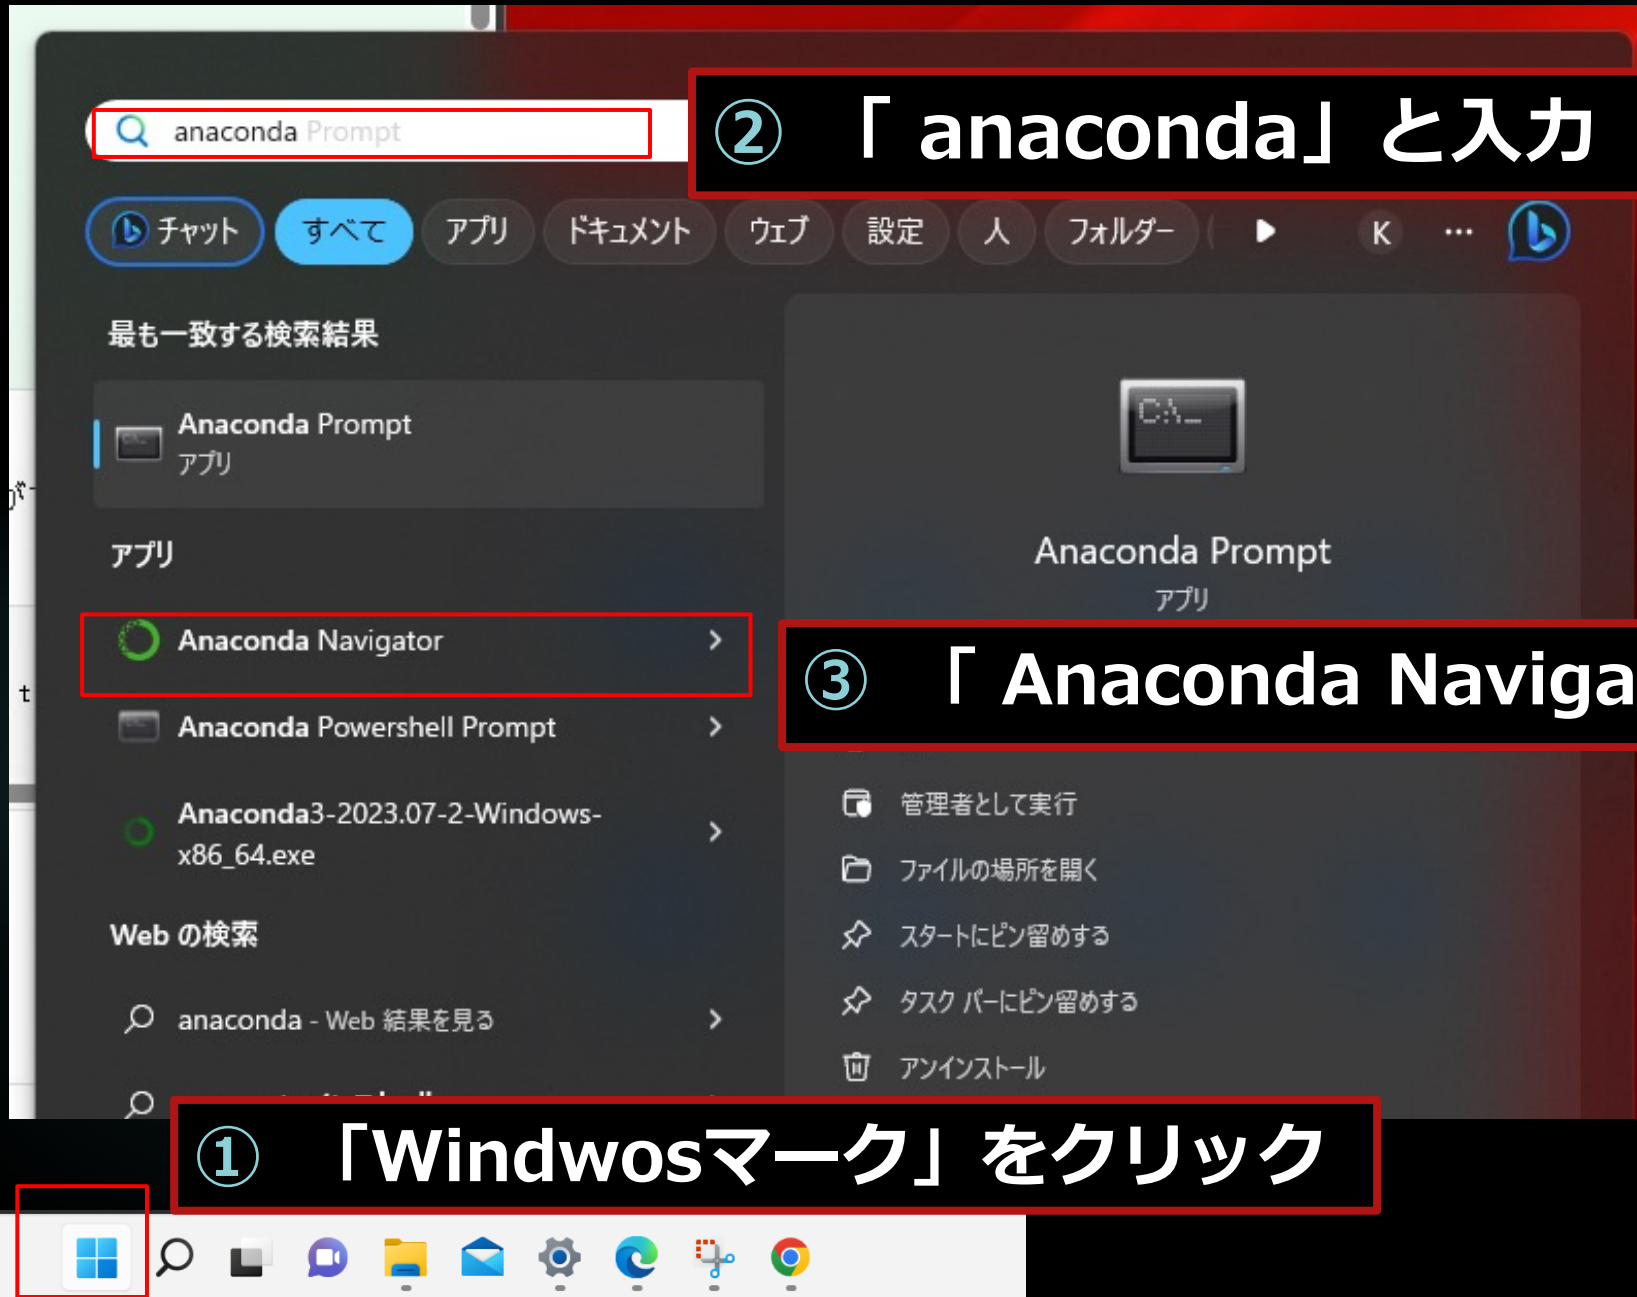 anaconda Prompt
② 「 anaconda」と入力
チャット
すべて
アプリ
ドキュメント
ウェブ
設定
人
フォルダー
K
最も一致する検索結果
Anaconda Prompt
アプリ
アプリ
Anaconda Navigator
Anaconda Powershell Prompt
Anaconda3-2023.07-2-Windows-
x86_64.exe
Web の検索
anaconda - Web 結果を見る
Anaconda Prompt
アプリ
③ 「 Anaconda Naviga
管理者として実行
ファイルの場所を開く
スタートにピン留めする
タスク バーにピン留めする
アンインストール
① 「Windwosマーク」をクリック